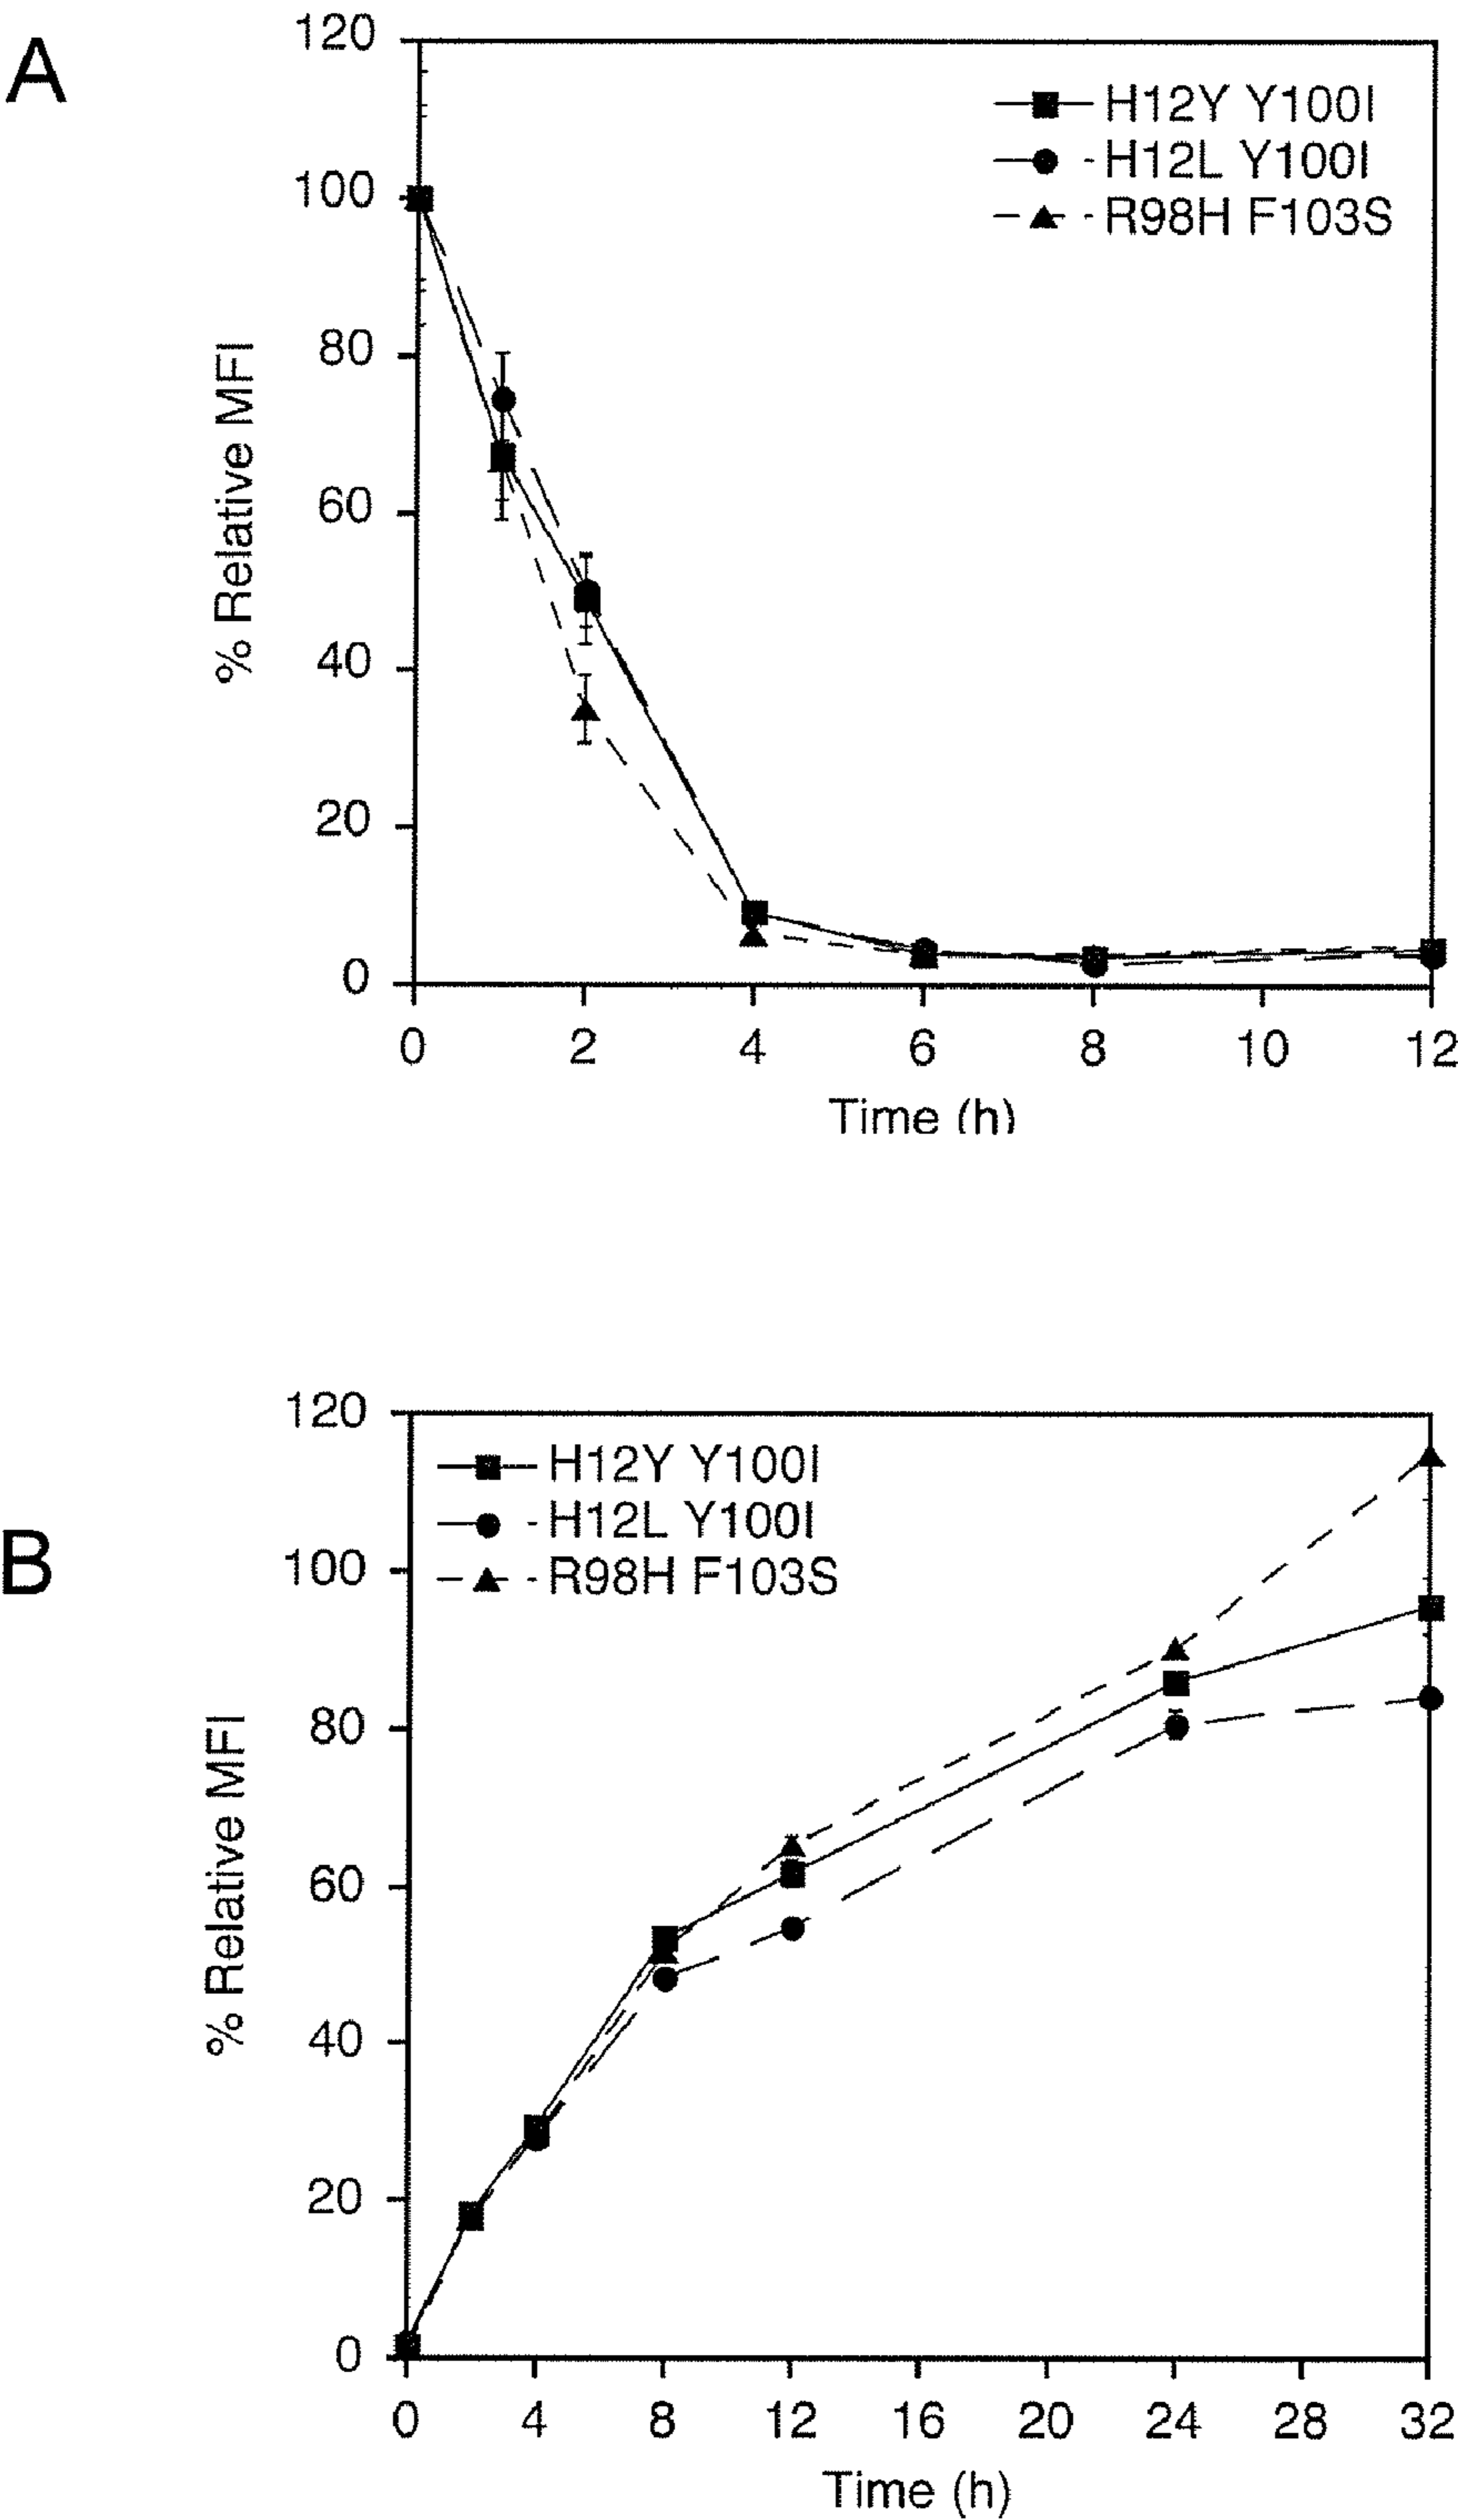 A
120
100
80
60
40
20
0
% Relative MFI
H12Y Y100I
H12L Y100I
R98H F103S
0 2 4 6 8 10 12
Time (h)
B
120
100
80
60
40
20
0
% Relative MFI
H12Y Y100I
H12L Y100I
R98H F103S
0 4 8 12 16 20 24 28 32
Time (h)